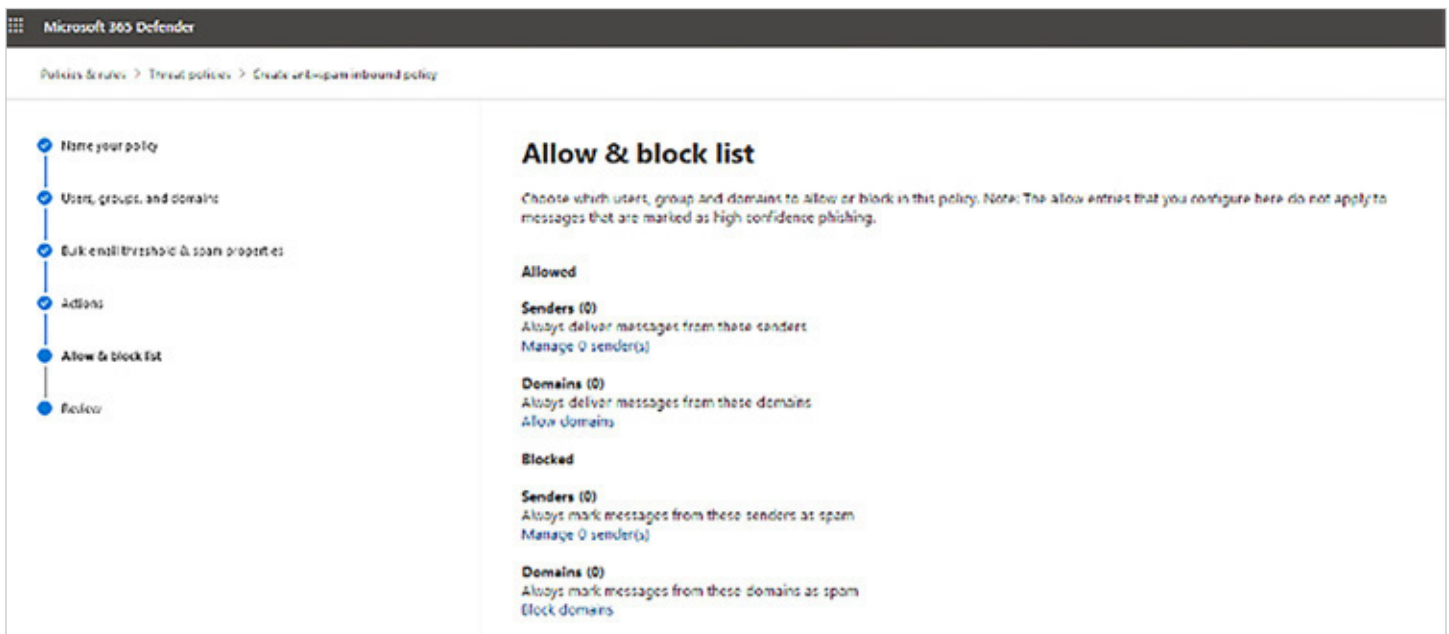 Microsoft 365 Defender
Policies & rules > Threat policies > Create anti-spam inbound policy
Name your policy
Users, groups, and domains
Bulk email threshold & spam properties
Actions
Allow & block list
Review
Allow & block list
Choose which users, group and domains to allow or block in this policy. Note: The allow entries that you configure here do not apply to
messages that are marked as high confidence phishing.
Allowed
Senders (0)
Always deliver messages from these senders
Manage 0 sender(s)
Domains (0)
Always deliver messages from these domains
Allow domains
Blocked
Senders (0)
Always mark messages from these senders as spam
Manage 0 sender(s)
Domains (0)
Always mark messages from these domains as spam
Block domains